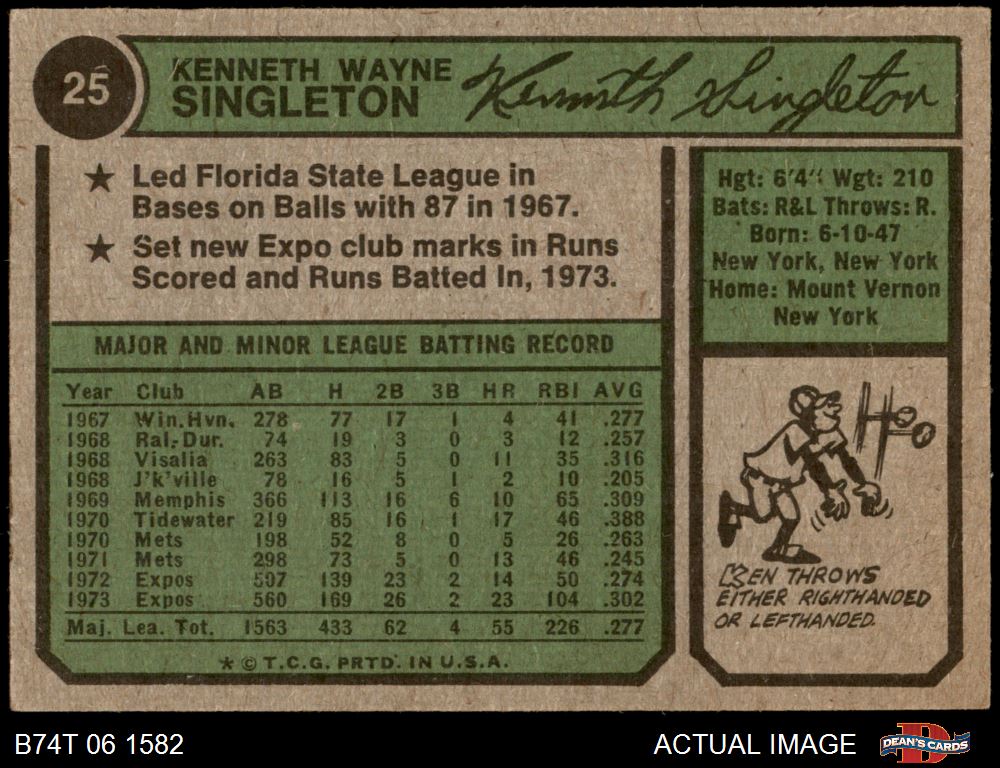 25
KENNETH WAYNE
SINGLETON
Kenneth Singleton
★ Led Florida State League in
Bases on Balls with 87 in 1967.
★ Set new Expo club marks in Runs
Scored and Runs Batted In, 1973.
Hgt: 6'4" Wgt: 210
Bats: R&L Throws: R.
Born: 6-10-47
New York, New York
Home: Mount Vernon
New York
MAJOR AND MINOR LEAGUE BATTING RECORD
Year Club AB H 2B 3B HR RBI AVG
1967 Win.Hvn. 278 77 17 1 4 41 .277
1968 Ral.-Dur. 74 19 3 0 3 12 .257
1968 Visalia 263 83 5 0 11 35 .316
1968 J'k'ville 78 16 5 1 2 10 .205
1969 Memphis 366 113 16 6 10 65 .309
1970 Tidewater 219 85 16 1 17 46 .388
1970 Mets 198 52 8 0 5 26 .263
1971 Mets 298 73 5 0 13 46 .245
1972 Expos 507 139 23 2 14 50 .274
1973 Expos 560 169 26 2 23 104 .302
Maj. Lea. Tot. 1563 433 62 4 55 226 .277
★ © T.C.G. PRTD. IN U.S.A.
KEN THROWS
EITHER RIGHTHANDED
OR LEFTHANDED.
B74T 06 1582
ACTUAL IMAGE
DEAN'S CARDS